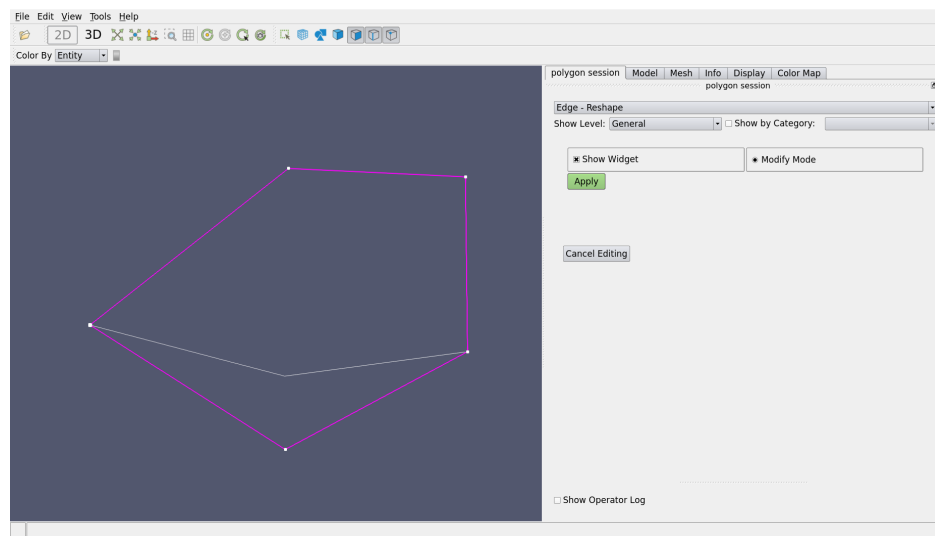 File Edit View Tools Help
2D 3D
Color By Entity
polygon session Model Mesh Info Display Color Map
polygon session
Edge - Reshape
Show Level: General Show by Category:
Show Widget Modify Mode
Apply
Cancel Editing
Show Operator Log